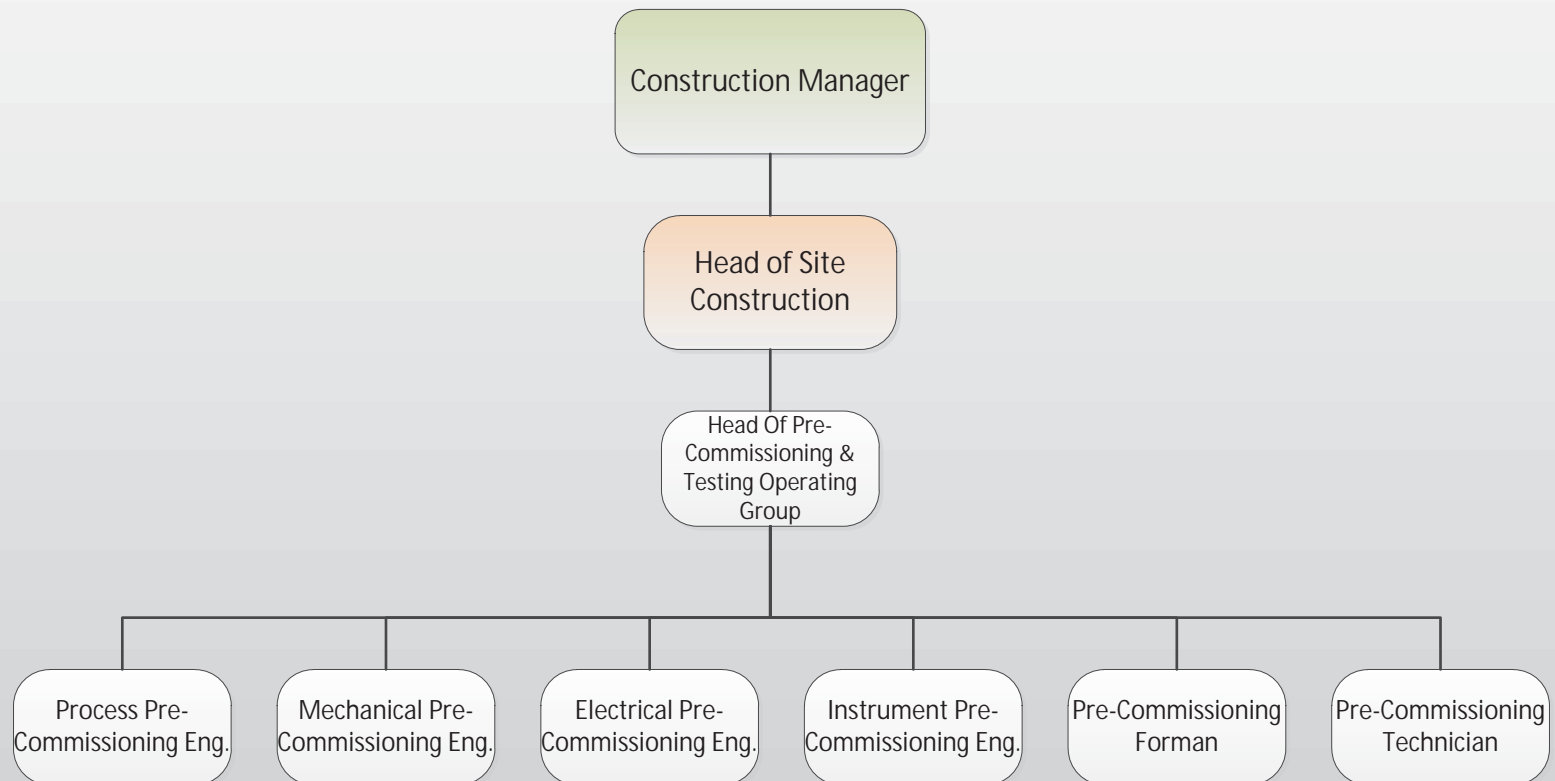 Construction Manager
Head of Site
Construction
Head Of Pre-
Commissioning &
Testing Operating
Group
Process Pre-
Commissioning Eng.
Mechanical Pre-
Commissioning Eng.
Electrical Pre-
Commissioning Eng.
Instrument Pre-
Commissioning Eng.
Pre-Commissioning
Forman
Pre-Commissioning
Technician